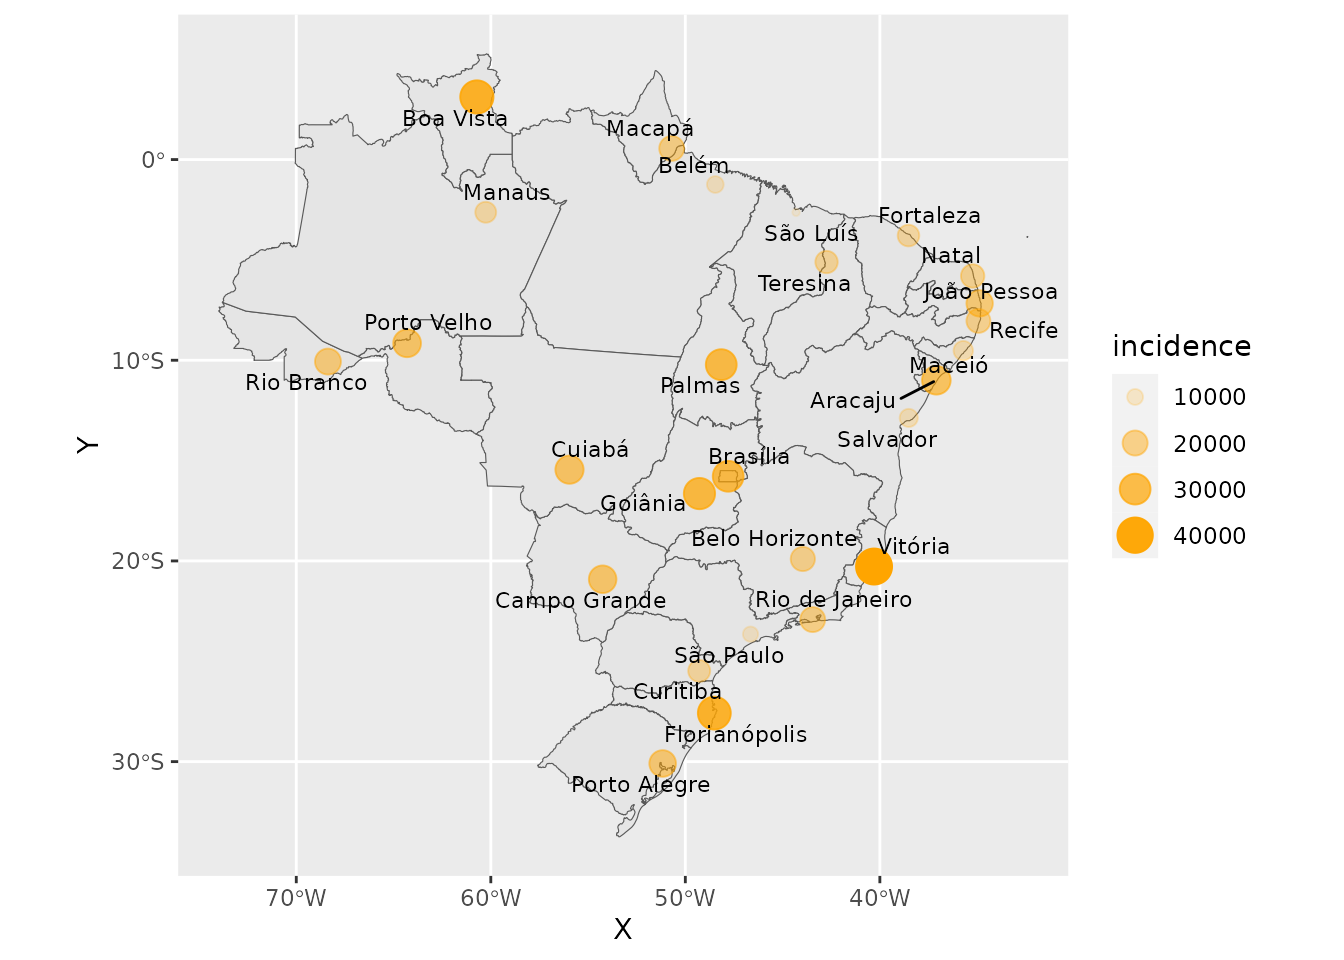 Boa Vista
Macapá
Belém
Manaus
Fortaleza
São Luís
Natal
Teresina
João Pessoa
Porto Velho
Recife
Maceió
Rio Branco
Palmas
Aracaju
Salvador
Cuiabá
Brasília
Goiânia
Belo Horizonte
Vitória
Campo Grande
Rio de Janeiro
São Paulo
Curitiba
Florianópolis
Porto Alegre
0°
10°S
20°S
30°S
Y
70°W
60°W
50°W
40°W
X
incidence
10000
20000
30000
40000